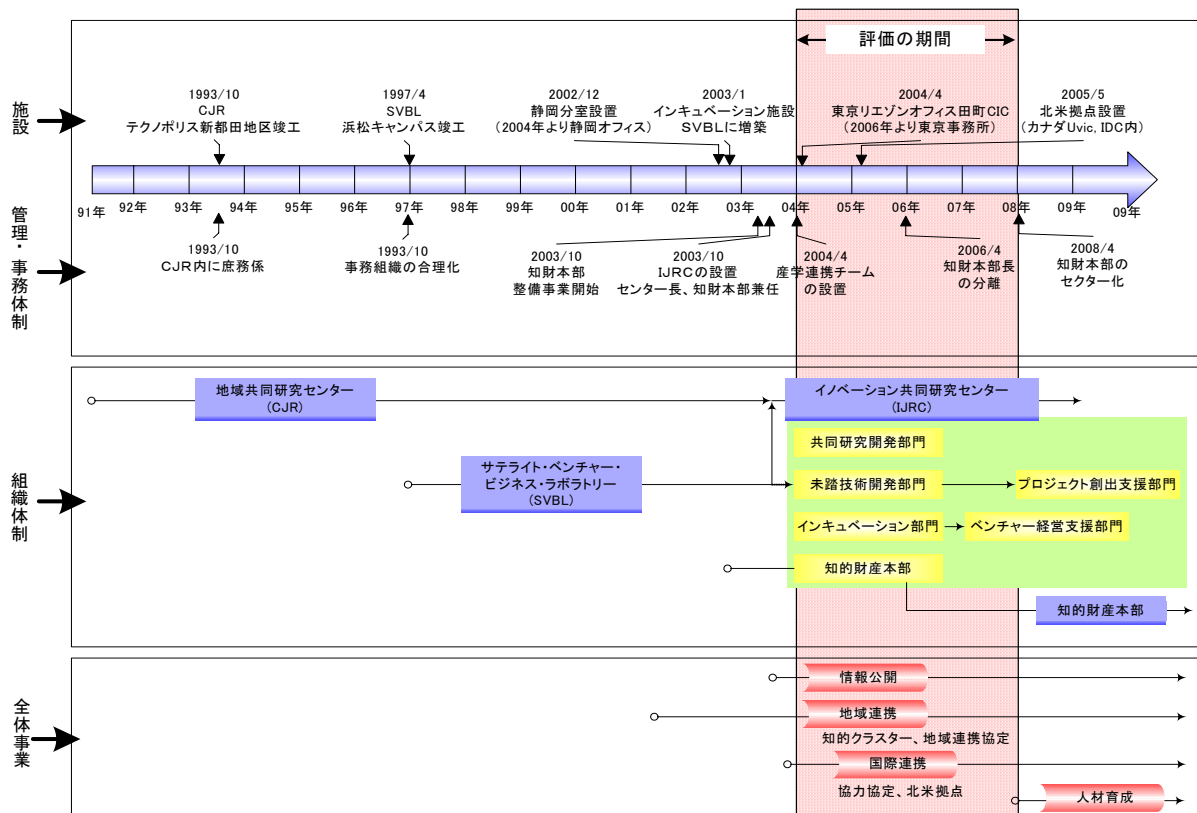 評価の期間
施設
1993/10
CJR
テクノポリス新都田地区竣工
1997/4
SVBL
浜松キャンパス竣工
2002/12
静岡分室設置
(2004年より静岡オフィス)
2003/1
インキュベーション施設
SVBLに増築
2004/4
東京リエゾンオフィス田町CIC
(2006年より東京事務所)
2005/5
北米拠点設置
(カナダUvic, IDC内)
91年
92年
93年
94年
95年
96年
97年
98年
99年
00年
01年
02年
03年
04年
05年
06年
07年
08年
09年
09年
管理・事務体制
1993/10
CJR内に庶務係
1993/10
事務組織の合理化
2003/10
知財本部
整備事業開始
2003/10
IJRCの設置
センター長、知財本部兼任
2004/4
産学連携チーム
の設置
2006/4
知財本部長
の分離
2008/4
知財本部の
セクター化
組織体制
地域共同研究センター
(CJR)
イノベーション共同研究センター
(IJRC)
共同研究開発部門
サテライト・ベンチャー・
ビジネス・ラボラトリー
(SVBL)
未踏技術開発部門
プロジェクト創出支援部門
インキュベーション部門
ベンチャー経営支援部門
知的財産本部
知的財産本部
全体事業
情報公開
地域連携
知的クラスター、地域連携協定
国際連携
協力協定、北米拠点
人材育成